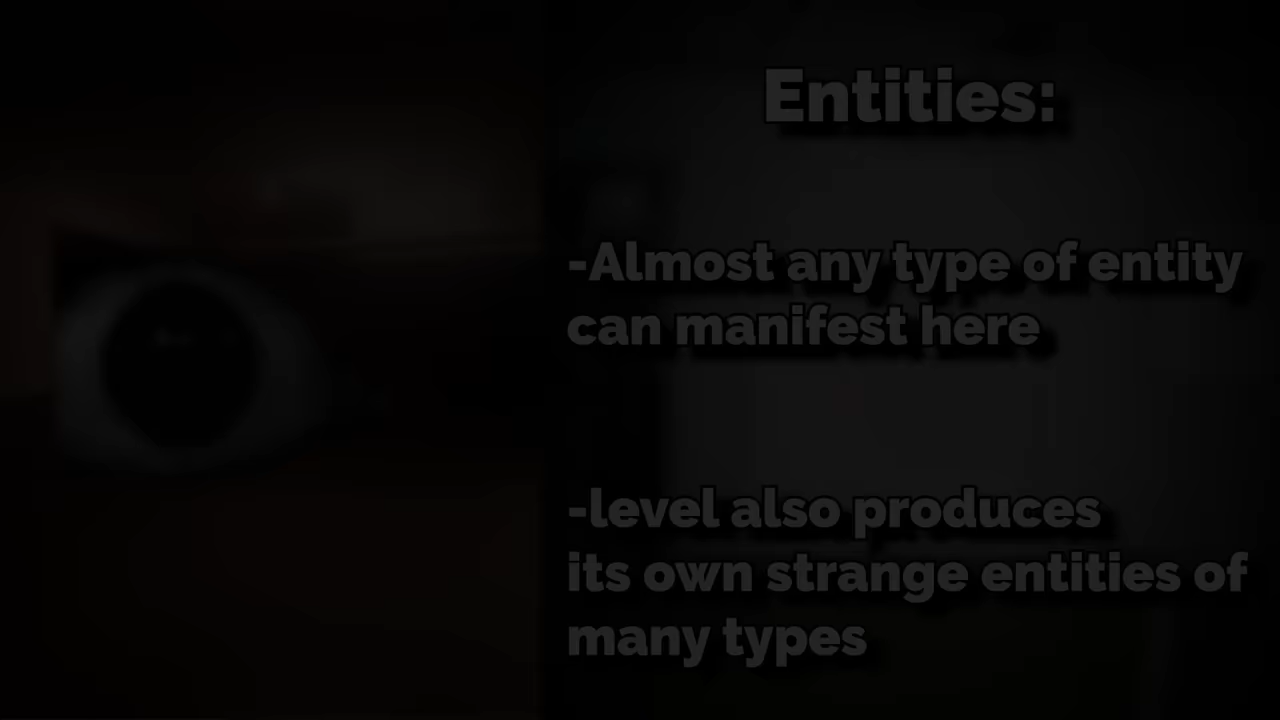 Entities:
-Almost any type of entity
can manifest here
-level also produces
its own strange entities of
many types